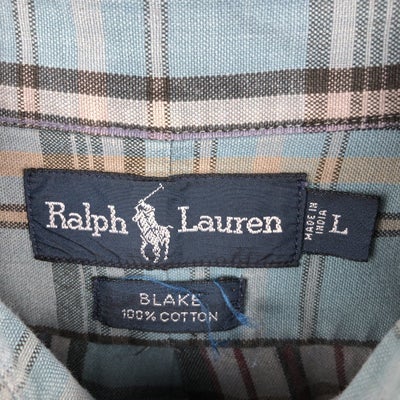 Ralph Lauren
MADE IN
INDIA
L
BLAKE
100% COTTON